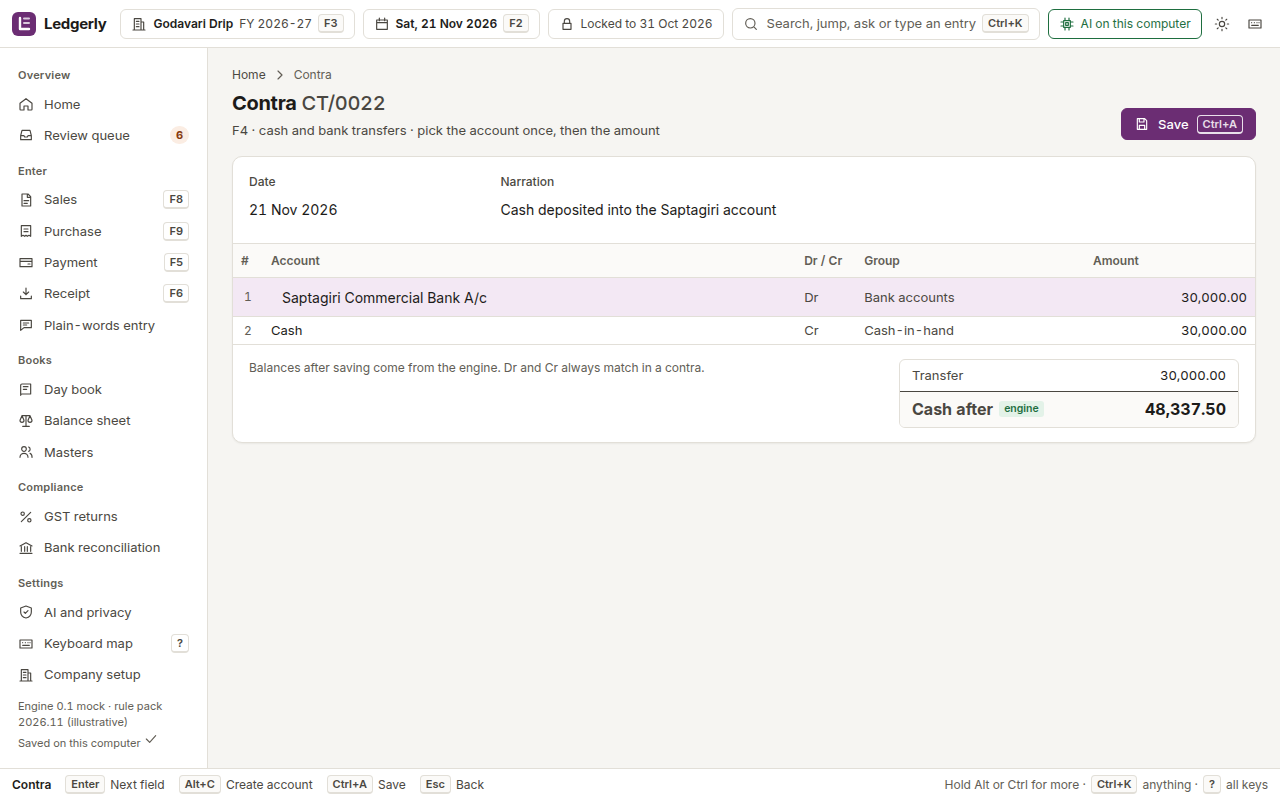 Ledgerly
Godavari Drip FY 2026-27 F3
Sat, 21 Nov 2026 F2
Locked to 31 Oct 2026
Search, jump, ask or type an entry Ctrl+K
AI on this computer
Overview
Home
Review queue 6
Enter
Sales F8
Purchase F9
Payment F5
Receipt F6
Plain-words entry
Books
Day book
Balance sheet
Masters
Compliance
GST returns
Bank reconciliation
Settings
AI and privacy
Keyboard map ?
Company setup
Engine 0.1 mock · rule pack
2026.11 (illustrative)
Saved on this computer
Home Contra
Contra CT/0022
F4 · cash and bank transfers · pick the account once, then the amount
Save Ctrl+A
Date Narration
21 Nov 2026 Cash deposited into the Saptagiri account
# Account Dr / Cr Group Amount
1 Saptagiri Commercial Bank A/c Dr Bank accounts 30,000.00
2 Cash Cr Cash-in-hand 30,000.00
Balances after saving come from the engine. Dr and Cr always match in a contra.
Transfer 30,000.00
Cash after engine 48,337.50
Contra Enter Next field Alt+C Create account Ctrl+A Save Esc Back
Hold Alt or Ctrl for more · Ctrl+K anything · ? all keys